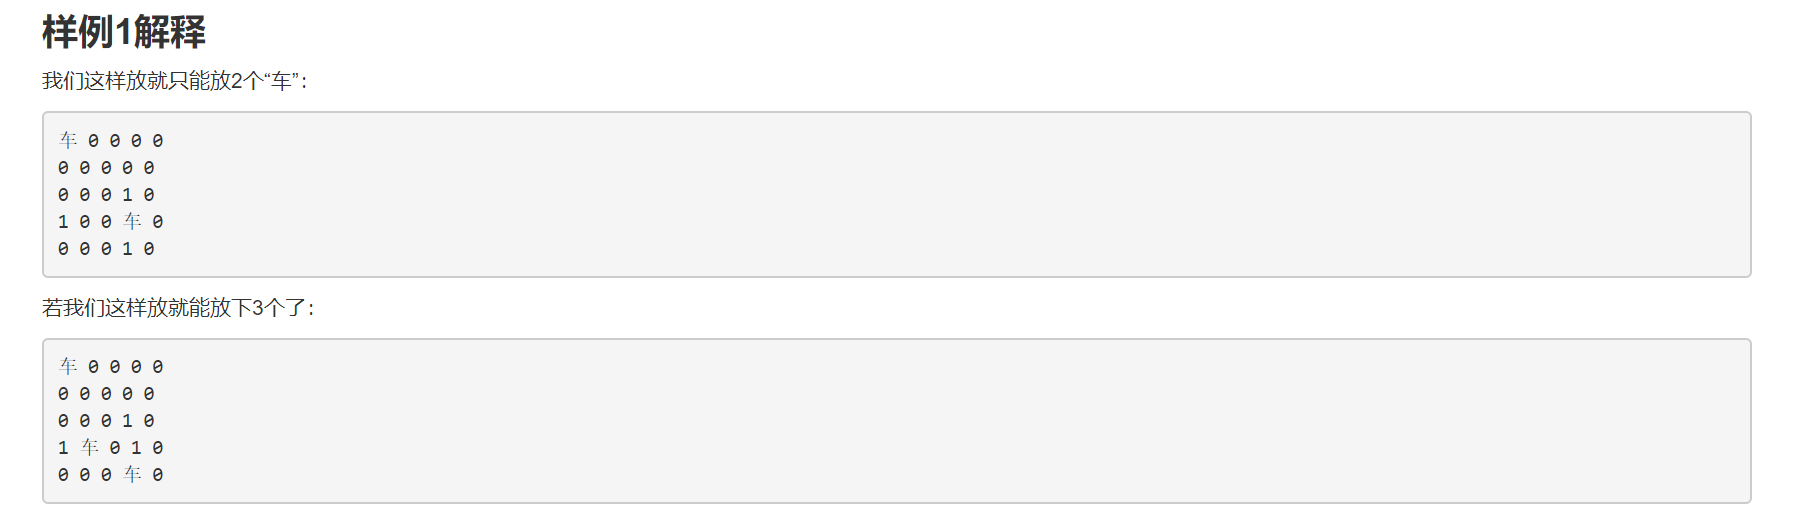 样例1解释
我们这样放就只能放2个“车”：
车 0 0 0 0
0 0 0 0 0
0 0 0 1 0
1 0 0 车 0
0 0 0 1 0
若我们这样放就能放下3个了：
车 0 0 0 0
0 0 0 0 0
0 0 0 1 0
1 车 0 1 0
0 0 0 车 0